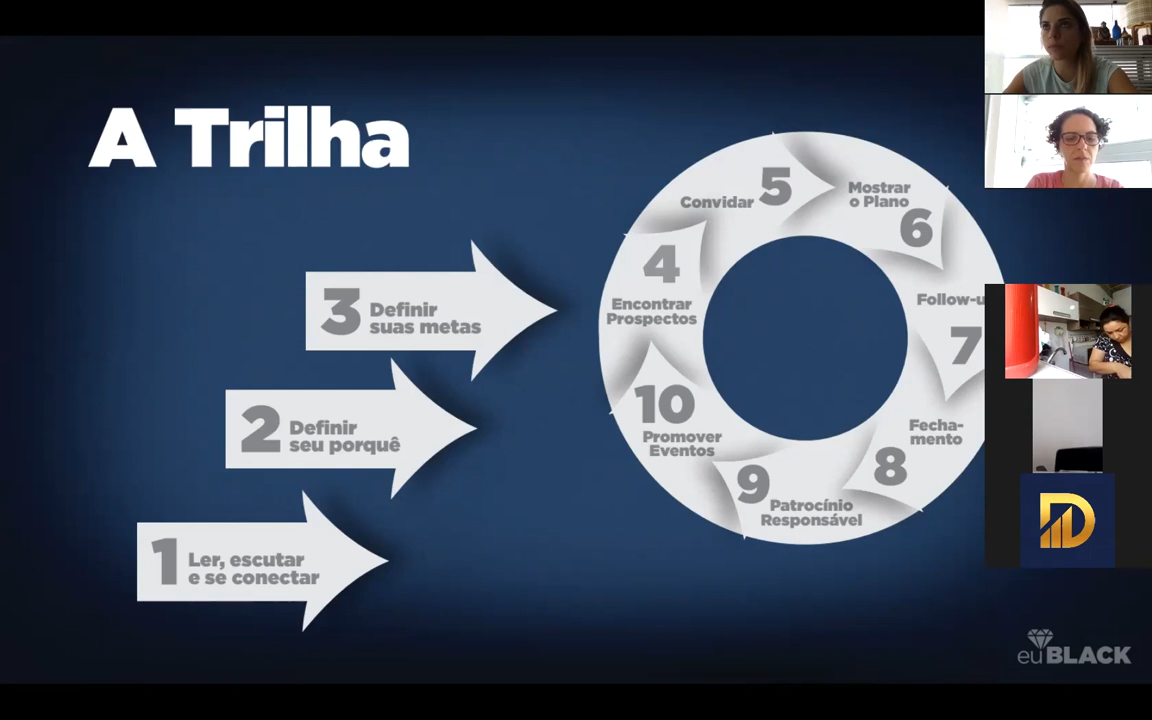 A Trilha
1 Ler, escutar
e se conectar
2 Definir
seu porquê
3 Definir
suas metas
4
Encontrar
Prospectos
Convidar 5
Mostrar
o Plano
6
Follow-u
7
Fecha-
mento
8
9 Patrocínio
Responsável
10
Promover
Eventos
D
euBLACK